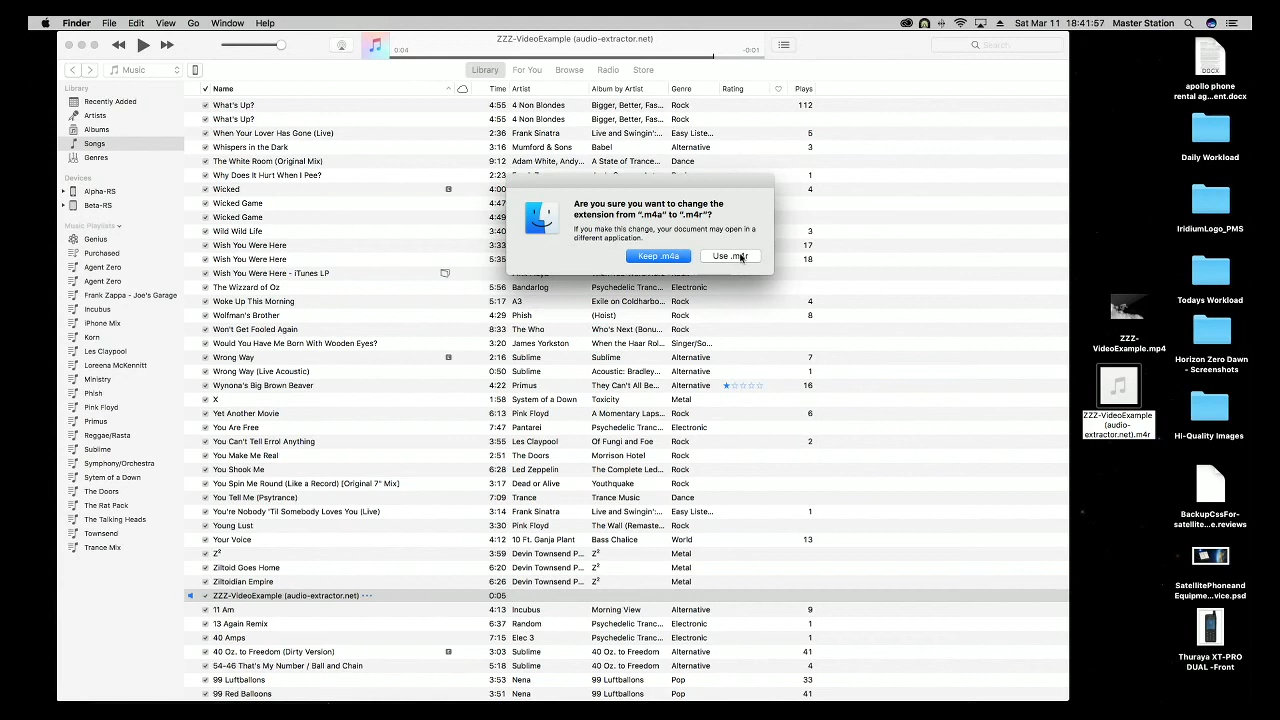 Finder File Edit View Go Window Help Sat Mar 11 18:41:57 Master Station
ZZZ-VideoExample (audio-extractor.net)
0:04 -0:01
Search
Music Library For You Browse Radio Store
Library
Recently Added
Artists
Albums
Songs
Genres
Devices
Alpha-RS
Beta-RS
Music Playlists
Genius
Purchased
Agent Zero
Agent Zero
Frank Zappa - Joe's Garage
Incubus
iPhone Mix
Korn
Les Claypool
Loreena McKennitt
Ministry
Phish
Pink Floyd
Primus
Reggae/Rasta
Sublime
Symphony/Orchestra
Sytem of a Down
The Doors
The Rat Pack
The Talking Heads
Townsend
Trance Mix
Name Time Artist Album by Artist Genre Rating Plays
What's Up? 4:55 4 Non Blondes Bigger, Better, Fas... Rock 112
What's Up? 4:55 4 Non Blondes Bigger, Better, Fas... Rock
When Your Lover Has Gone (Live) 2:36 Frank Sinatra Live and Swingin':... Easy Liste... 5
Whispers in the Dark 3:16 Mumford & Sons Babel Alternative 3
The White Room (Original Mix) 9:12 Adam White, Andy... A State of Trance... Dance
Why Does It Hurt When I Pee? 2:23 1
Wicked 4:00 4
Wicked Game 4:47
Wicked Game 4:49
Wild Wild Life 3:40 3
Wish You Were Here 3:33 17
Wish You Were Here 5:35 18
Wish You Were Here - iTunes LP
The Wizard of Oz 5:56 Bandarlog Electronic
Woke Up This Morning 5:17 A3 Exile on Coldharbo... Rock 4
Wolfman's Brother 4:29 Phish (Hoist) Rock 8
Won't Get Fooled Again 8:33 The Who Who's Next (Bonu... Rock
Would You Have Me Born With Wooden Eyes? 3:20 James Yorkston When the Haar Rol... Singer/So...
Wrong Way 2:16 Sublime Sublime Alternative 7
Wrong Way (Live Acoustic) 0:50 Sublime Acoustic: Bradley... Alternative 1
Wynona's Big Brown Beaver 4:22 Primus They Can't All Be... Alternative 16
X 1:58 System of a Down Toxicity Metal
Yet Another Movie 6:13 Pink Floyd A Momentary Laps... Rock 6
You Are Free 7:47 Pantarei Electronic
You Can't Tell Errol Anything 3:55 Les Claypool Of Fungi and Foe Rock 2
You Make Me Real 2:51 The Doors Morrison Hotel Rock
You Shook Me 6:28 Led Zeppelin The Complete Led... Rock
You Spin Me Round (Like a Record) [Original 7" Mix] 3:17 Dead or Alive Youthquake Rock
You Tell Me (Psytrance) 7:09 Trance Trance Music Dance
You're Nobody 'Til Somebody Loves You (Live) 3:14 Frank Sinatra Live and Swingin':... Easy Liste... 1
Young Lust 3:30 Pink Floyd The Wall (Remaste... Rock
Your Voice 4:12 10 Ft. Ganja Plant Bass Chalice World 13
Z² 3:59 Devin Townsend P... Z² Metal
Ziltoid Goes Home 6:20 Devin Townsend P... Z² Metal
Ziltoidian Empire 6:26 Devin Townsend P... Z² Metal
ZZZ-VideoExample (audio-extractor.net) ••• 0:05
11 Am 4:13 Incubus Morning View Alternative 9
13 Again Remix 6:37 Random Psychedelic Tranc... Electronic 1
40 Amps 7:15 Elec 3 Psychedelic Tranc... Electronic 1
40 Oz. to Freedom (Dirty Version) 3:03 Sublime 40 Oz. to Freedom Alternative 41
54-46 That's My Number / Ball and Chain 5:18 Sublime 40 Oz. to Freedom Alternative 4
99 Luftballons 3:51 Nena 99 Luftballons Pop 33
99 Red Balloons 3:51 Nena 99 Luftballons Pop 41
Are you sure you want to change the
extension from “.m4a” to “.m4r”?
If you make this change, your document may open in a
different application.
Keep .m4a Use .m4r
DOCX
apollo phone
rental ag...ent.docx
Daily Workload
IridiumLogo_PMS
Todays Workload
ZZZ-
VideoExample.mp4
Horizon Zero Dawn
- Screenshots
ZZZ-VideoExample
(audio-
extractor.net).m4r
Hi-Quality Images
BackupCssFor-
satellite...e.reviews
SatellitePhoneand
Equipme...vice.psd
Thuraya XT-PRO
DUAL -Front